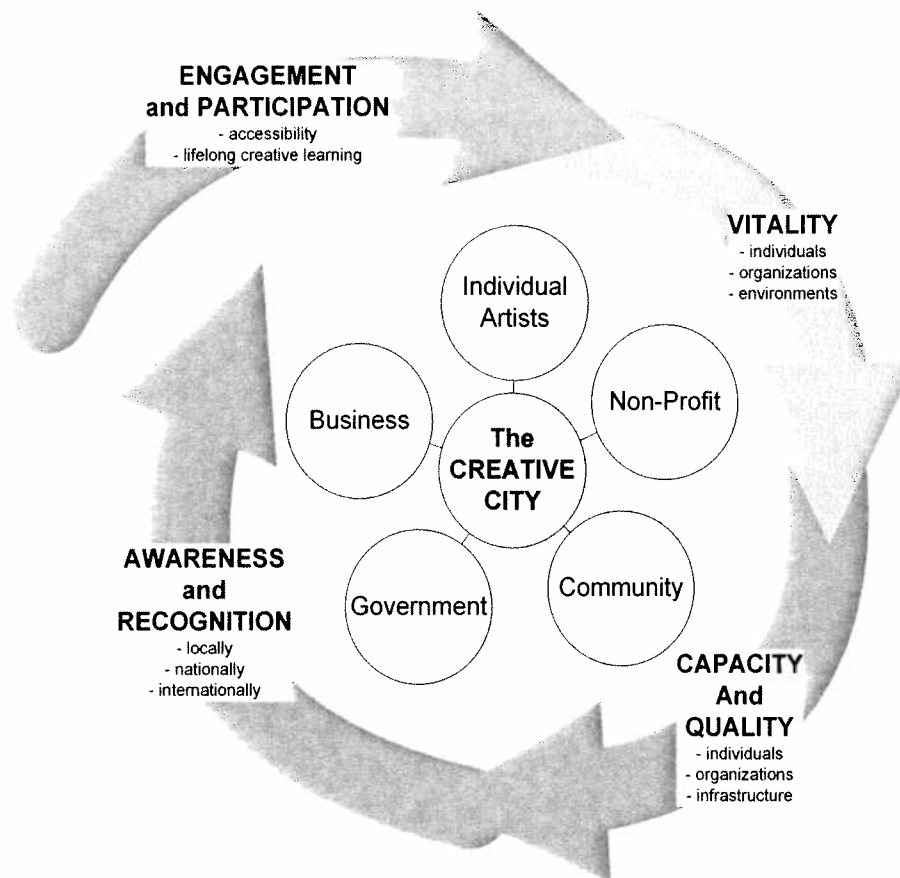 ENGAGEMENT
and PARTICIPATION
- accessibility
- lifelong creative learning
VITALITY
- individuals
- organizations
- environments
Individual
Artists
Non-Profit
Business
The
CREATIVE
CITY
Community
Government
AWARENESS
and
RECOGNITION
- locally
- nationally
- internationally
CAPACITY
And
QUALITY
- individuals
- organizations
- infrastructure